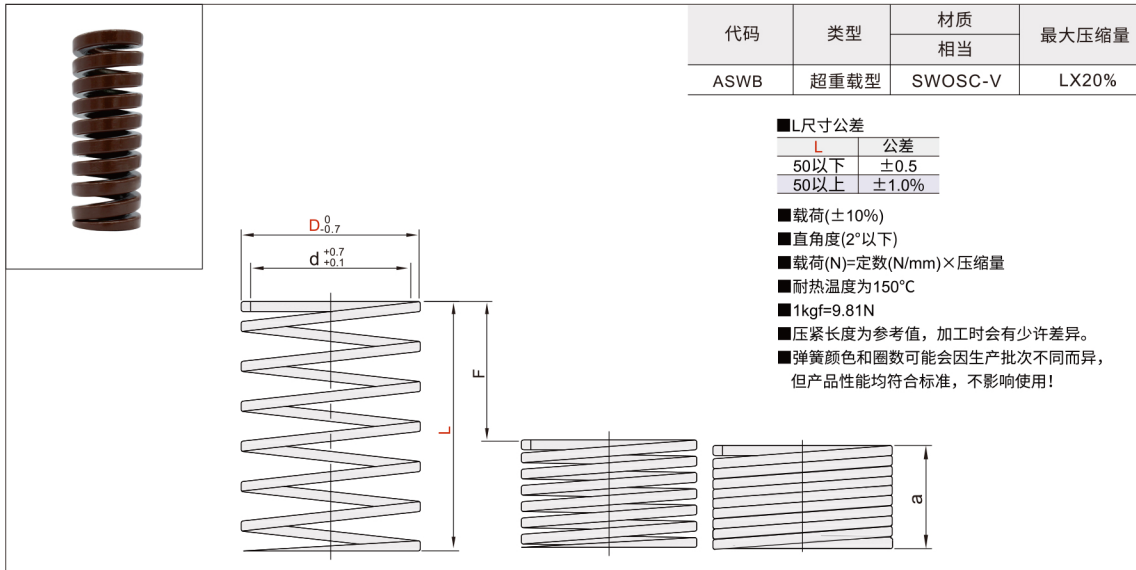 代码 类型 材质 最大压缩量
相当
ASWB 超重载型 SWOSC-V LX20%
■L尺寸公差
L 公差
50以下 ±0.5
50以上 ±1.0%
■载荷(±10%)
■直角度(2°以下)
■载荷(N)=定数(N/mm)×压缩量
■耐热温度为150℃
■1kgf=9.81N
■压紧长度为参考值，加工时会有少许差异。
■弹簧颜色和圈数可能会因生产批次不同而异，
但产品性能均符合标准，不影响使用！
D 0 -0.7
d +0.7 +0.1
F
L
a